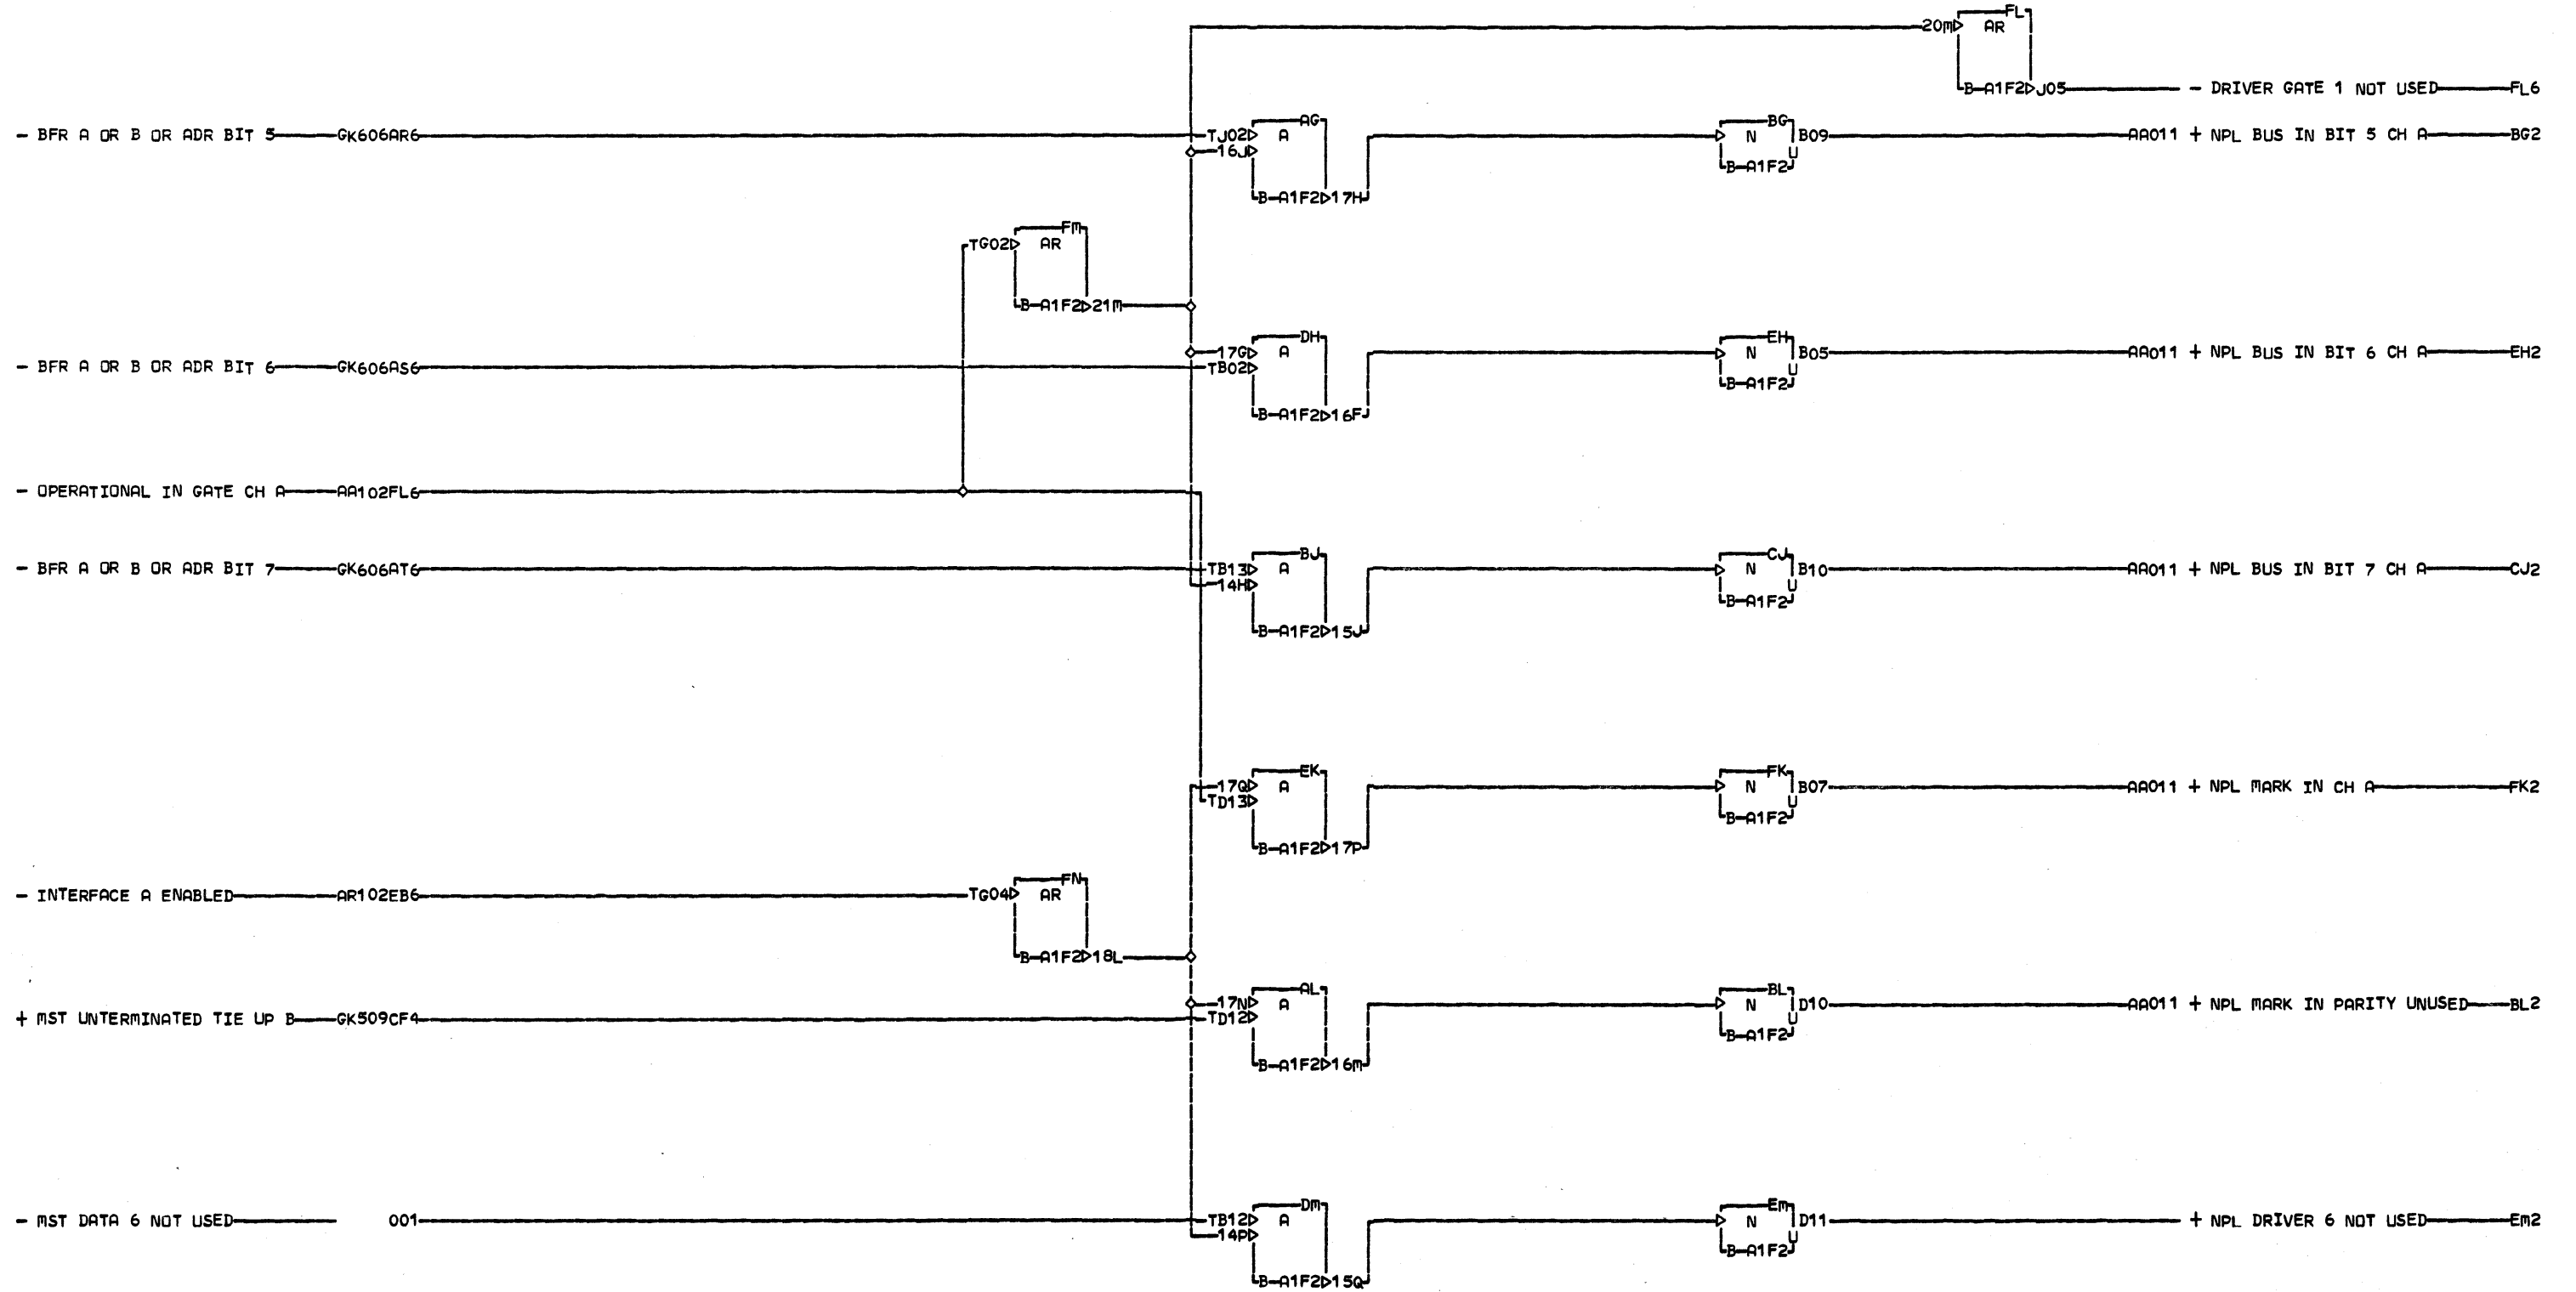 FL
20m AR
B-A1F2 J05 - DRIVER GATE 1 NOT USED FL6
AG BG
- BFR A OR B OR ADR BIT 5 GK606AR6 TJ02 A N B09 AA011 + NPL BUS IN BIT 5 CH A BG2
16J U
B-A1F2
B-A1F2 17H
Fm
TG02 AR
B-A1F2 21m
DH EH
17G A N B05 AA011 + NPL BUS IN BIT 6 CH A EH2
- BFR A OR B OR ADR BIT 6 GK606AS6 TB02 U
B-A1F2
B-A1F2 16F
- OPERATIONAL IN GATE CH A AA102FL6
BJ CJ
- BFR A OR B OR ADR BIT 7 GK606AT6 TB13 A N B10 AA011 + NPL BUS IN BIT 7 CH A CJ2
14H U
B-A1F2
B-A1F2 15J
EK FK
17Q A N B07 AA011 + NPL MARK IN CH A FK2
TD13 U
B-A1F2
B-A1F2 17P
FN
- INTERFACE A ENABLED AR102EB6 TG04 AR
B-A1F2 18L
AL BL
17N A N D10 AA011 + NPL MARK IN PARITY UNUSED BL2
+ MST UNTERMINATED TIE UP B GK509CF4 TD12 U
B-A1F2
B-A1F2 16m
Dm Em
- MST DATA 6 NOT USED 001 TB12 A N D11 + NPL DRIVER 6 NOT USED Em2
14P U
B-A1F2
B-A1F2 15Q